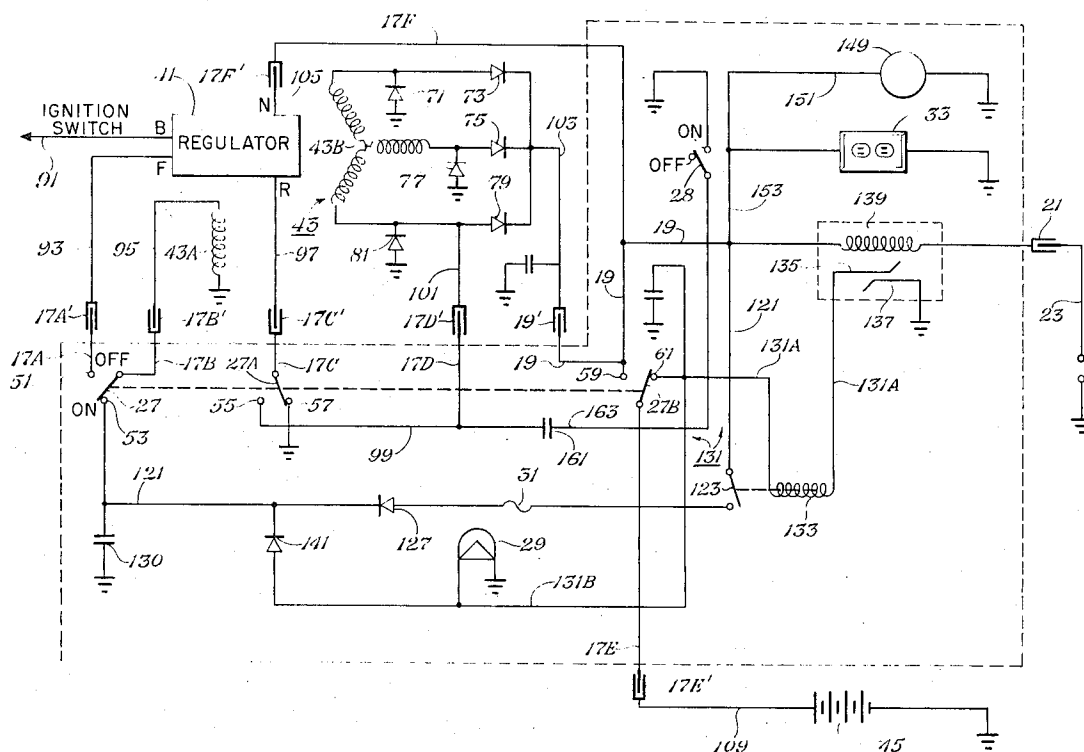 17F
17F'
11
105
N
IGNITION
SWITCH
B
REGULATOR
F
R
91
71
73
75
43B
77
103
43
79
81
ON
OFF
28
149
151
33
153
139
21
19
135
137
23
93
95
43A
97
101
17A'
17B'
17C'
17D'
19'
19
121
131A
17A
OFF
17B
27A
17C
17D
19
59
61
51
27
55
57
27B
131A
ON
53
163
161
131
99
123
133
121
31
127
141
29
130
131B
17E
17E'
109
45